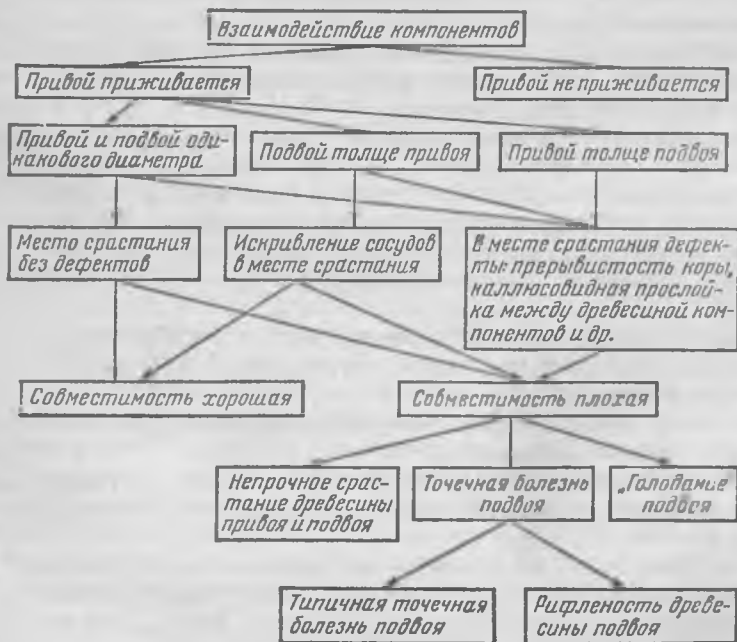 Взаимодействие компонентов
Привой приживается
Привой не приживается
Привой и подвой оди-
накового диаметра
Подвой толще привоя
Привой толще подвоя
Место срастания
без дефектов
Искривление сосудов
в месте срастания
В месте срастания дефек-
ты: прерывистость коры,
каллюсовидная прослой-
ка между древесиной ком-
понентов и др.
Совместимость хорошая
Совместимость плохая
Непрочное срас-
тание древесины
привоя и подвоя
Точечная болезнь
подвоя
„Голодание
подвоя
Типичная точечная
болезнь подвоя
Рифленость древе-
сины подвоя